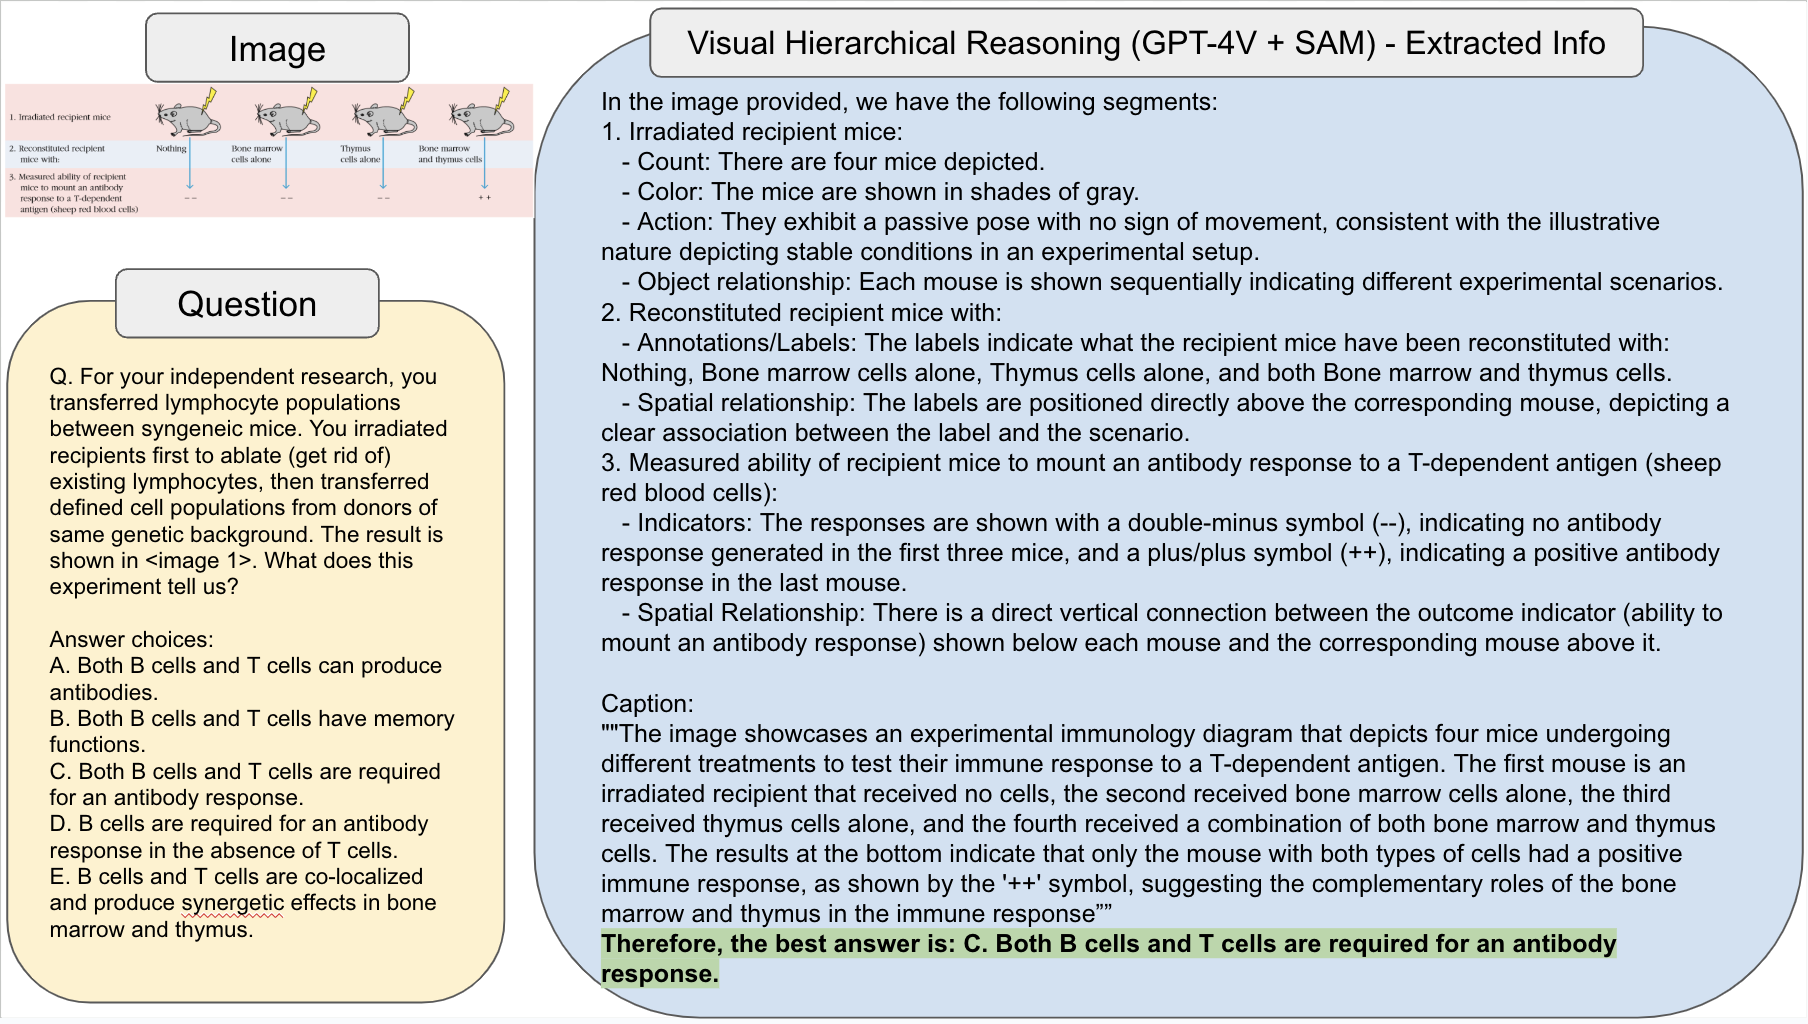 Image
1. Irradiated recipient mice
2. Reconstituted recipient
mice with:
Nothing
Bone marrow
cells alone
Thymus
cells alone
Bone marrow
and thymus cells
3. Measured ability of recipient
mice to mount an antibody
response to a T-dependent
antigen (sheep red blood cells)
– –
– –
– –
+ +
Question
Q. For your independent research, you
transferred lymphocyte populations
between syngeneic mice. You irradiated
recipients first to ablate (get rid of)
existing lymphocytes, then transferred
defined cell populations from donors of
same genetic background. The result is
shown in <image 1>. What does this
experiment tell us?
Answer choices:
A. Both B cells and T cells can produce
antibodies.
B. Both B cells and T cells have memory
functions.
C. Both B cells and T cells are required
for an antibody response.
D. B cells are required for an antibody
response in the absence of T cells.
E. B cells and T cells are co-localized
and produce synergetic effects in bone
marrow and thymus.
Visual Hierarchical Reasoning (GPT-4V + SAM) - Extracted Info
In the image provided, we have the following segments:
1. Irradiated recipient mice:
- Count: There are four mice depicted.
- Color: The mice are shown in shades of gray.
- Action: They exhibit a passive pose with no sign of movement, consistent with the illustrative
nature depicting stable conditions in an experimental setup.
- Object relationship: Each mouse is shown sequentially indicating different experimental scenarios.
2. Reconstituted recipient mice with:
- Annotations/Labels: The labels indicate what the recipient mice have been reconstituted with:
Nothing, Bone marrow cells alone, Thymus cells alone, and both Bone marrow and thymus cells.
- Spatial relationship: The labels are positioned directly above the corresponding mouse, depicting a
clear association between the label and the scenario.
3. Measured ability of recipient mice to mount an antibody response to a T-dependent antigen (sheep
red blood cells):
- Indicators: The responses are shown with a double-minus symbol (--), indicating no antibody
response generated in the first three mice, and a plus/plus symbol (++), indicating a positive antibody
response in the last mouse.
- Spatial Relationship: There is a direct vertical connection between the outcome indicator (ability to
mount an antibody response) shown below each mouse and the corresponding mouse above it.
Caption:
""The image showcases an experimental immunology diagram that depicts four mice undergoing
different treatments to test their immune response to a T-dependent antigen. The first mouse is an
irradiated recipient that received no cells, the second received bone marrow cells alone, the third
received thymus cells alone, and the fourth received a combination of both bone marrow and thymus
cells. The results at the bottom indicate that only the mouse with both types of cells had a positive
immune response, as shown by the '++' symbol, suggesting the complementary roles of the bone
marrow and thymus in the immune response””
Therefore, the best answer is: C. Both B cells and T cells are required for an antibody
response.